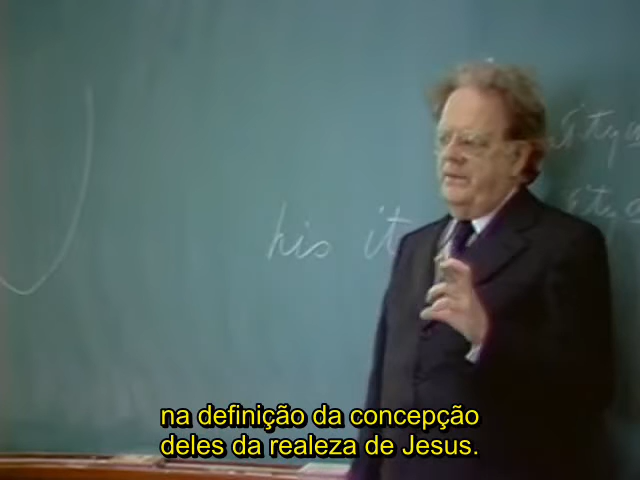 his it
na definição da concepção
deles da realeza de Jesus.